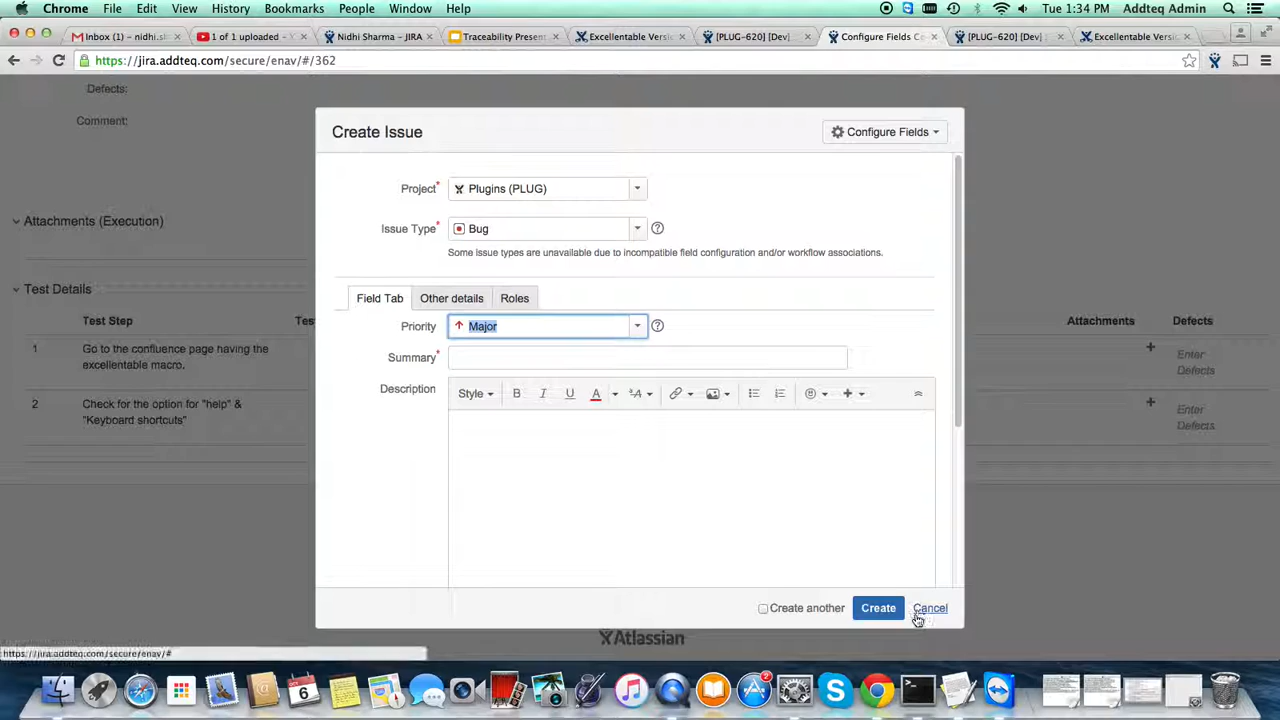 Chrome File Edit View History Bookmarks People Window Help Tue 1:34 PM Addteq Admin
Inbox (1) – nidhi.s
1 of 1 uploaded -
Nidhi Sharma – JIRA
Traceability Present
Excellentable Versi
[PLUG-620] [Dev]
Configure Fields C
[PLUG-620] [Dev]
Excellentable Versi
https://jira.addteq.com/secure/enav/#/362
Defects:
Comment:
Create Issue
Configure Fields
Project*
Plugins (PLUG)
Issue Type*
Bug
Some issue types are unavailable due to incompatible field configuration and/or workflow associations.
Attachments (Execution)
Test Details
Field Tab Other details Roles
Test Step Tes Attachments Defects
Priority
Major
1 Go to the confluence page having the
excellentable macro.
Enter
Defects
Summary*
Description
Style B I U A
2 Check for the option for "help" &
"Keyboard shortcuts"
Enter
Defects
Create another Create Cancel
Atlassian
https://jira.addteq.com/secure/enav/#
6
2